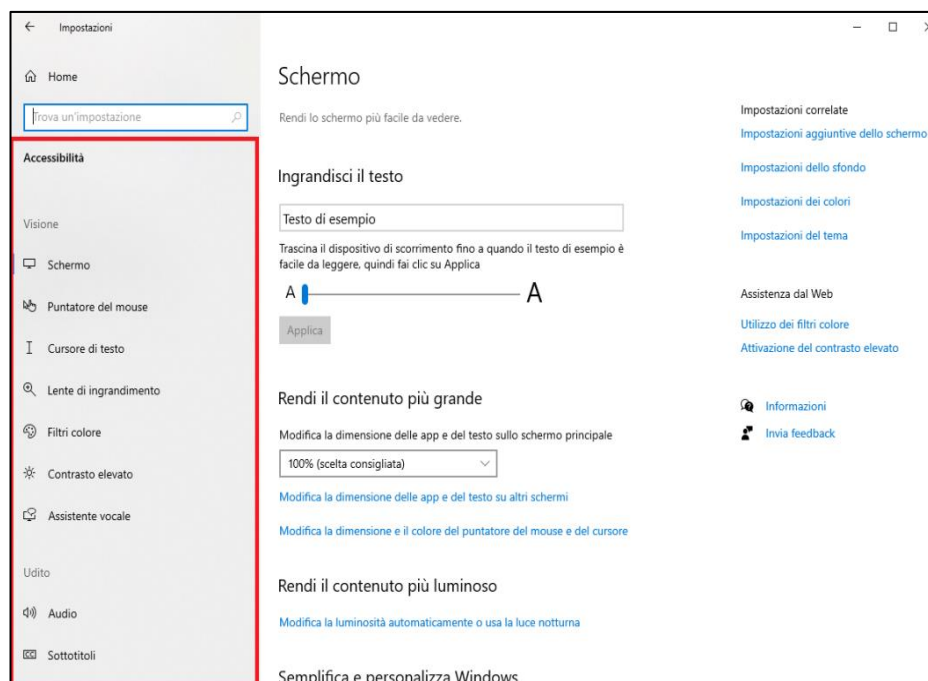 Impostazioni
Home
Trova un'impostazione
Accessibilità
Visione
Schermo
Puntatore del mouse
Cursore di testo
Lente di ingrandimento
Filtri colore
Contrasto elevato
Assistente vocale
Udito
Audio
Sottotitoli
Schermo
Rendi lo schermo più facile da vedere.
Ingrandisci il testo
Testo di esempio
Trascina il dispositivo di scorrimento fino a quando il testo di esempio è
facile da leggere, quindi fai clic su Applica
A A
Applica
Rendi il contenuto più grande
Modifica la dimensione delle app e del testo sullo schermo principale
100% (scelta consigliata)
Modifica la dimensione delle app e del testo su altri schermi
Modifica la dimensione e il colore del puntatore del mouse e del cursore
Rendi il contenuto più luminoso
Modifica la luminosità automaticamente o usa la luce notturna
Semplifica e personalizza Windows
Impostazioni correlate
Impostazioni aggiuntive dello schermo
Impostazioni dello sfondo
Impostazioni dei colori
Impostazioni del tema
Assistenza dal Web
Utilizzo dei filtri colore
Attivazione del contrasto elevato
Informazioni
Invia feedback